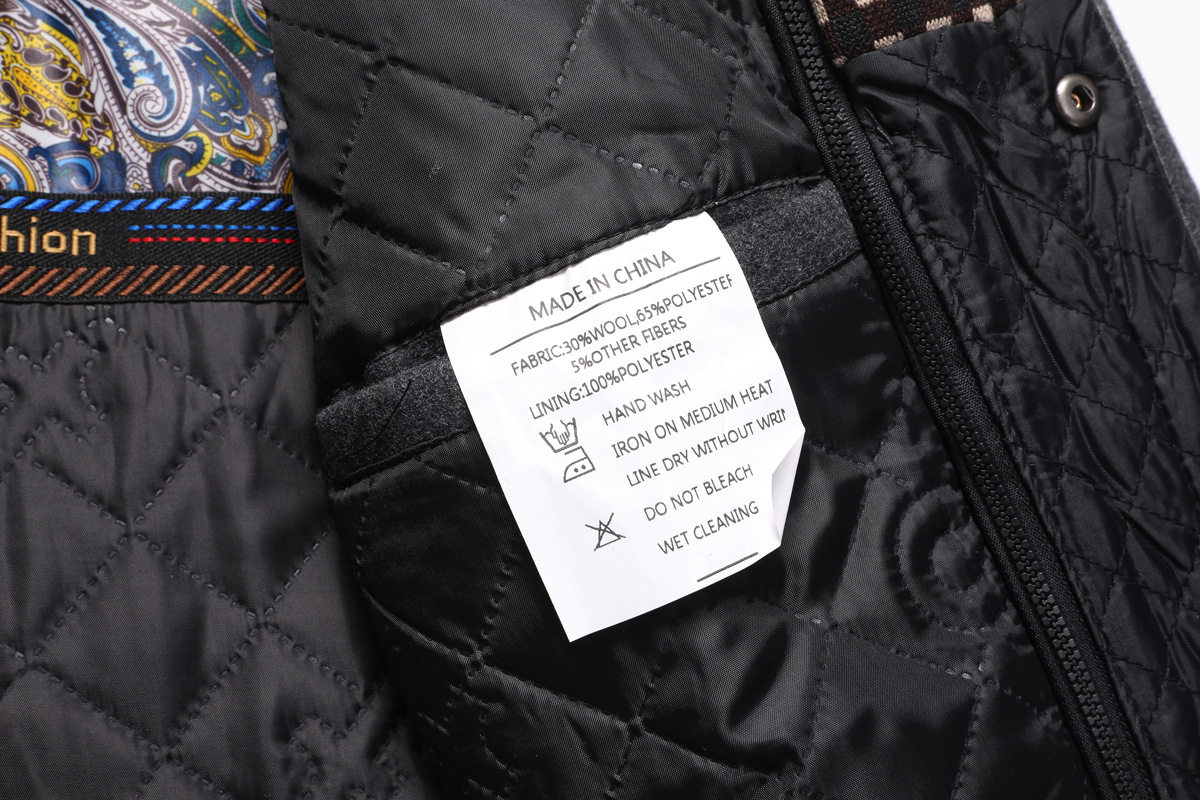 hion
MADE IN CHINA
FABRIC:30%WOOL,65%POLYESTER
5%OTHER FIBERS
LINING:100%POLYESTER
HAND WASH
IRON ON MEDIUM HEAT
LINE DRY WITHOUT WRIN
DO NOT BLEACH
WET CLEANING